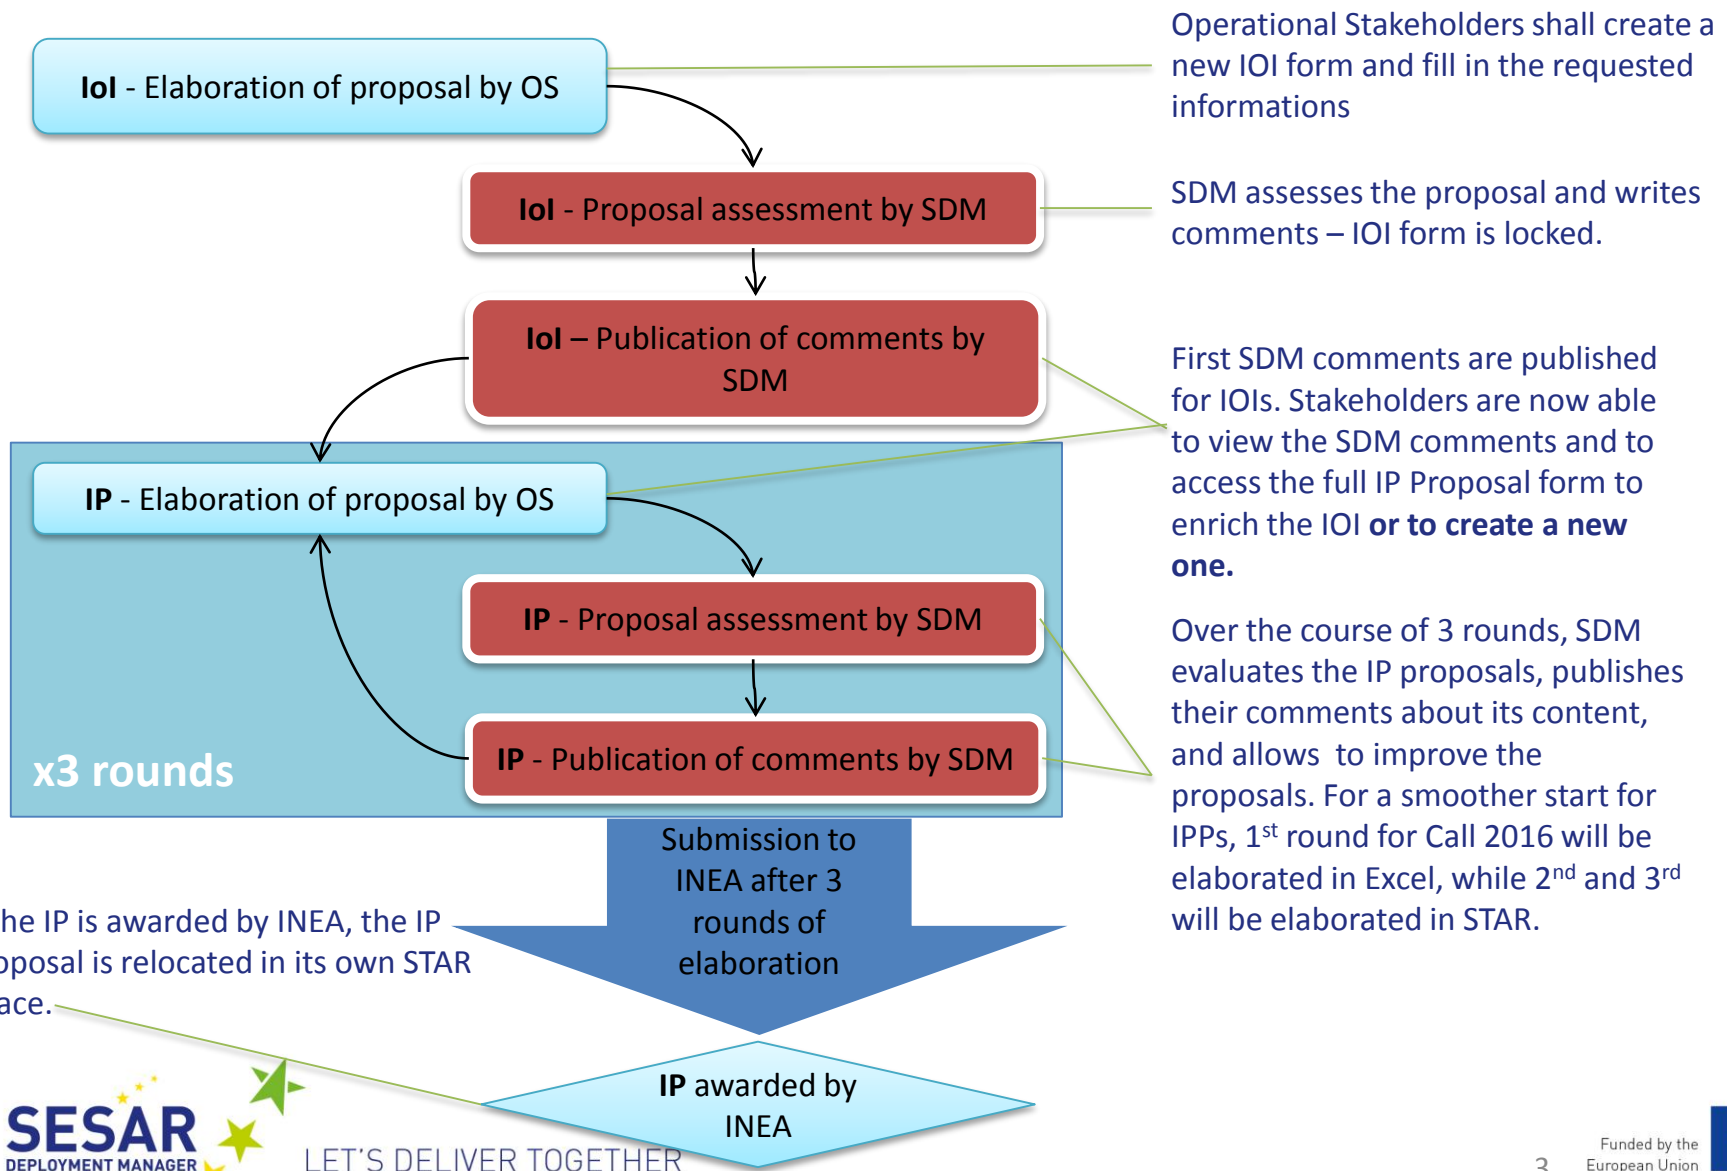 Operational Stakeholders shall create a
new IOI form and fill in the requested
informations
IoI - Elaboration of proposal by OS
IoI - Proposal assessment by SDM
SDM assesses the proposal and writes
comments – IOI form is locked.
IoI – Publication of comments by
SDM
First SDM comments are published
for IOIs. Stakeholders are now able
to view the SDM comments and to
access the full IP Proposal form to
enrich the IOI or to create a new
one.
IP - Elaboration of proposal by OS
IP - Proposal assessment by SDM
IP - Publication of comments by SDM
x3 rounds
Over the course of 3 rounds, SDM
evaluates the IP proposals, publishes
their comments about its content,
and allows  to improve the
proposals. For a smoother start for
IPPs, 1st round for Call 2016 will be
elaborated in Excel, while 2nd and 3rd
will be elaborated in STAR.
Submission to
INEA after 3
rounds of
elaboration
the IP is awarded by INEA, the IP
oposal is relocated in its own STAR
ace.
IP awarded by
INEA
SESAR
DEPLOYMENT MANAGER
LET'S DELIVER TOGETHER
3
Funded by the
European Union